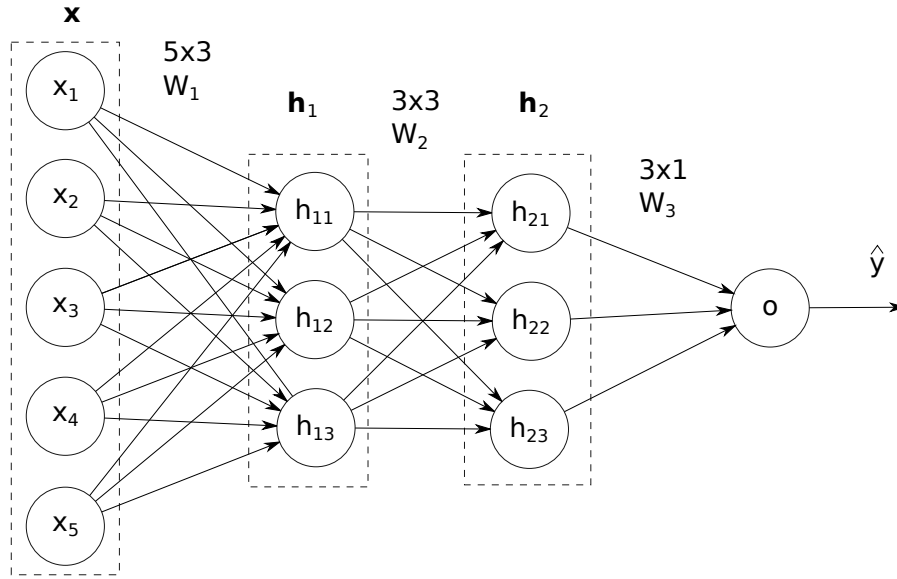 x
5x3
W₁
h₁
3x3
W₂
h₂
3x1
W₃
x₁
x₂
x₃
x₄
x₅
h₁₁
h₁₂
h₁₃
h₂₁
h₂₂
h₂₃
o
ŷ